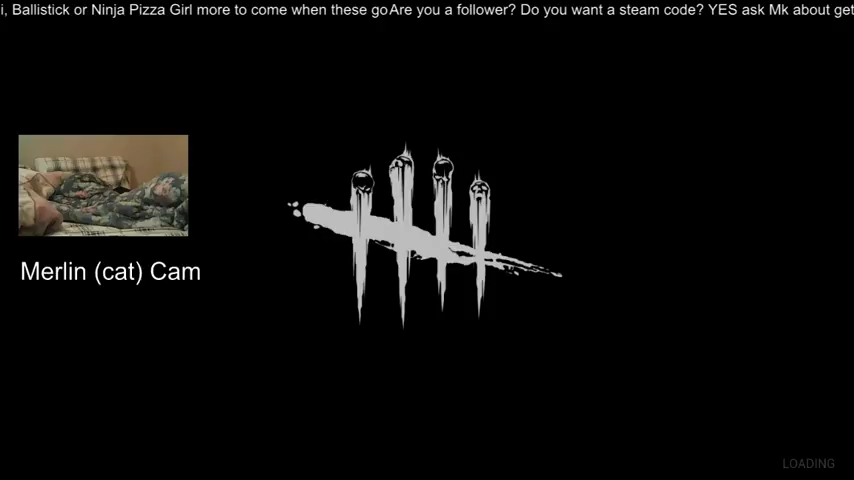 i, Ballistick or Ninja Pizza Girl more to come when these goAre you a follower? Do you want a steam code? YES ask Mk about get
Merlin (cat) Cam
LOADING